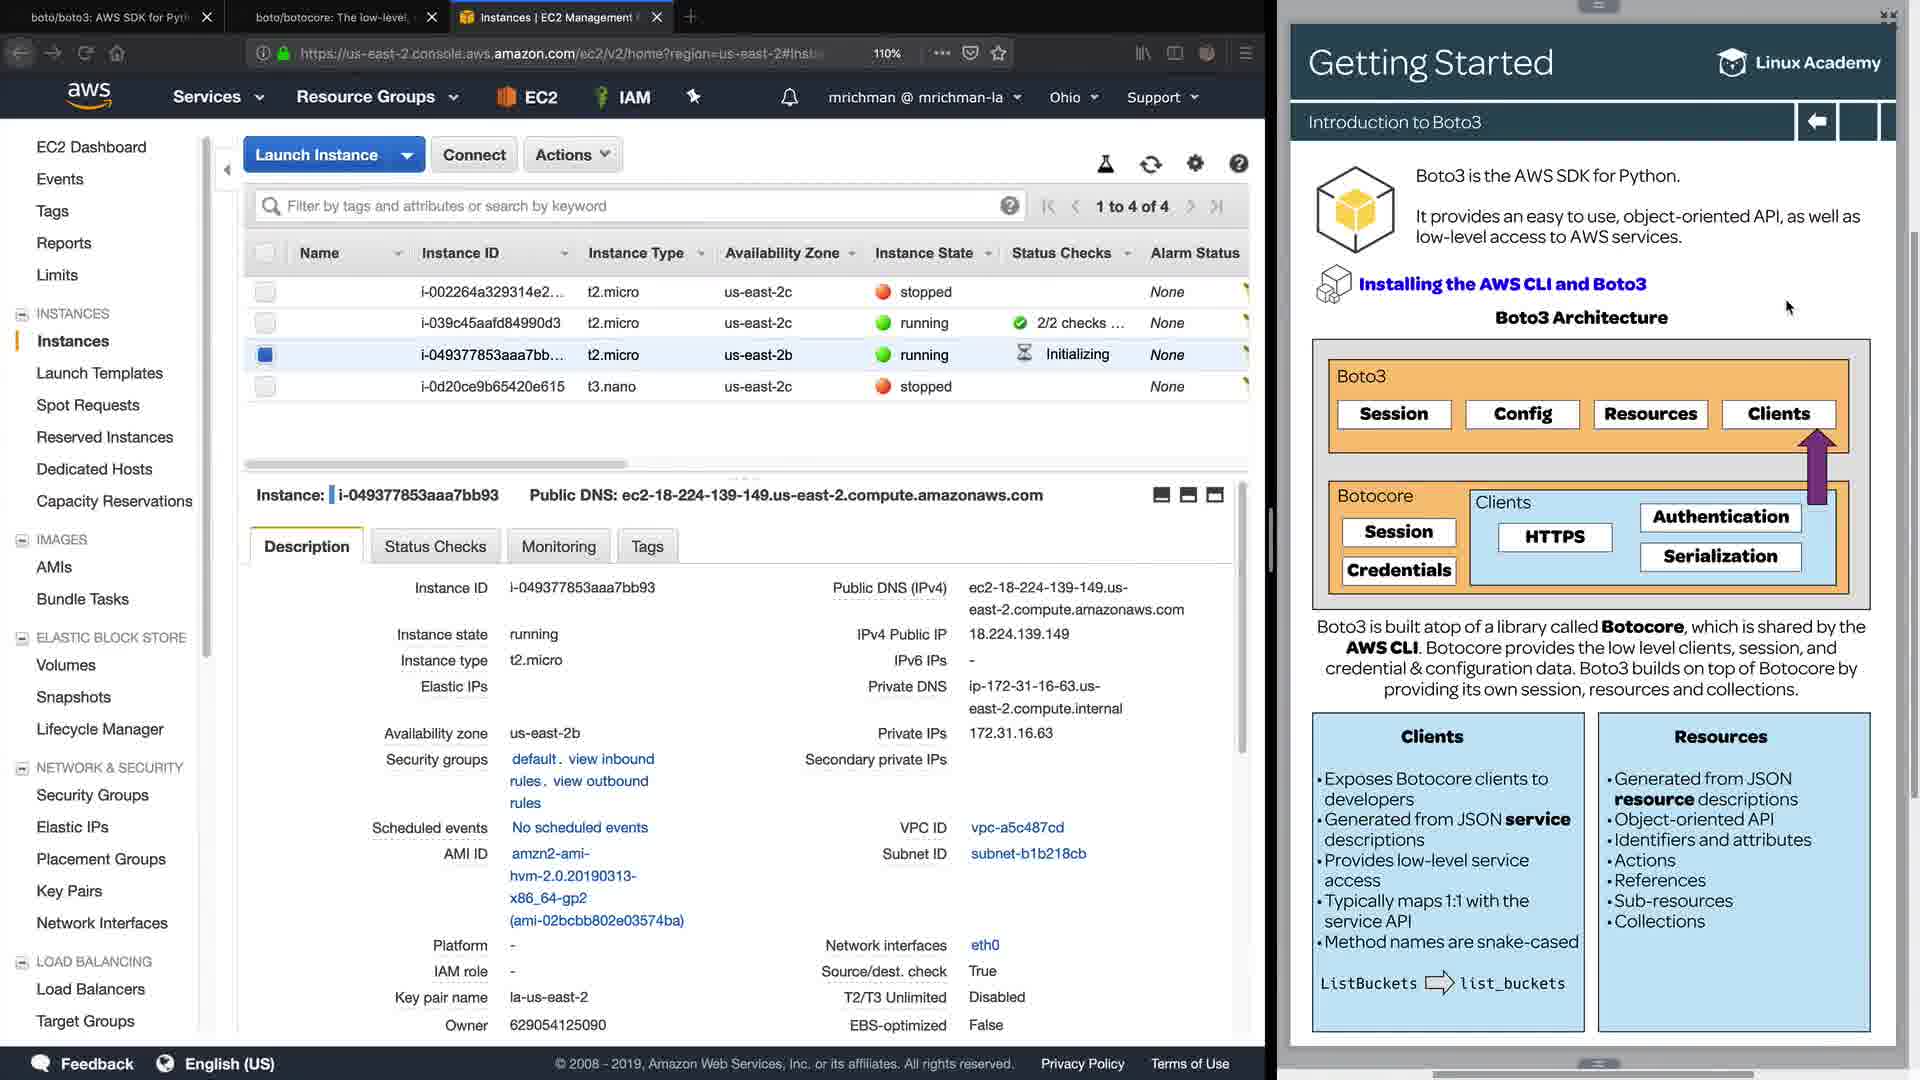 boto/boto3: AWS SDK for Pyth
boto/botocore: The low-level,
Instances | EC2 Management
https://us-east-2.console.aws.amazon.com/ec2/v2/home?region=us-east-2#Inst
110%
aws
Services
Resource Groups
EC2
IAM
mrichman @ mrichman-la
Ohio
Support
EC2 Dashboard
Events
Tags
Reports
Limits
INSTANCES
Instances
Launch Templates
Spot Requests
Reserved Instances
Dedicated Hosts
Capacity Reservations
IMAGES
AMIs
Bundle Tasks
ELASTIC BLOCK STORE
Volumes
Snapshots
Lifecycle Manager
NETWORK & SECURITY
Security Groups
Elastic IPs
Placement Groups
Key Pairs
Network Interfaces
LOAD BALANCING
Load Balancers
Target Groups
Launch Instance
Connect
Actions
Filter by tags and attributes or search by keyword
1 to 4 of 4
Name Instance ID Instance Type Availability Zone Instance State Status Checks Alarm Status
i-002264a329314e2... t2.micro us-east-2c stopped None
i-039c45aafd84990d3 t2.micro us-east-2c running 2/2 checks ... None
i-049377853aaa7bb... t2.micro us-east-2b running Initializing None
i-0d20ce9b65420e615 t3.nano us-east-2c stopped None
Instance: i-049377853aaa7bb93 Public DNS: ec2-18-224-139-149.us-east-2.compute.amazonaws.com
Description
Status Checks
Monitoring
Tags
Instance ID i-049377853aaa7bb93
Instance state running
Instance type t2.micro
Elastic IPs
Availability zone us-east-2b
Security groups default. view inbound
rules. view outbound
rules
Scheduled events No scheduled events
AMI ID amzn2-ami-
hvm-2.0.20190313-
x86_64-gp2
(ami-02bcbb802e03574ba)
Platform -
IAM role -
Key pair name la-us-east-2
Owner 629054125090
Public DNS (IPv4) ec2-18-224-139-149.us-
east-2.compute.amazonaws.com
IPv4 Public IP 18.224.139.149
IPv6 IPs -
Private DNS ip-172-31-16-63.us-
east-2.compute.internal
Private IPs 172.31.16.63
Secondary private IPs
VPC ID vpc-a5c487cd
Subnet ID subnet-b1b218cb
Network interfaces eth0
Source/dest. check True
T2/T3 Unlimited Disabled
EBS-optimized False
Feedback
English (US)
© 2008 - 2019, Amazon Web Services, Inc. or its affiliates. All rights reserved.
Privacy Policy
Terms of Use
Getting Started
Linux Academy
Introduction to Boto3
Boto3 is the AWS SDK for Python.
It provides an easy to use, object-oriented API, as well as
low-level access to AWS services.
Installing the AWS CLI and Boto3
Boto3 Architecture
Boto3
Session
Config
Resources
Clients
Botocore
Session
Credentials
Clients
HTTPS
Authentication
Serialization
Boto3 is built atop of a library called Botocore, which is shared by the
AWS CLI. Botocore provides the low level clients, session, and
credential & configuration data. Boto3 builds on top of Botocore by
providing its own session, resources and collections.
Clients
•Exposes Botocore clients to
developers
•Generated from JSON service
descriptions
•Provides low-level service
access
•Typically maps 1:1 with the
service API
•Method names are snake-cased
ListBuckets list_buckets
Resources
•Generated from JSON
resource descriptions
•Object-oriented API
•Identifiers and attributes
•Actions
•References
•Sub-resources
•Collections